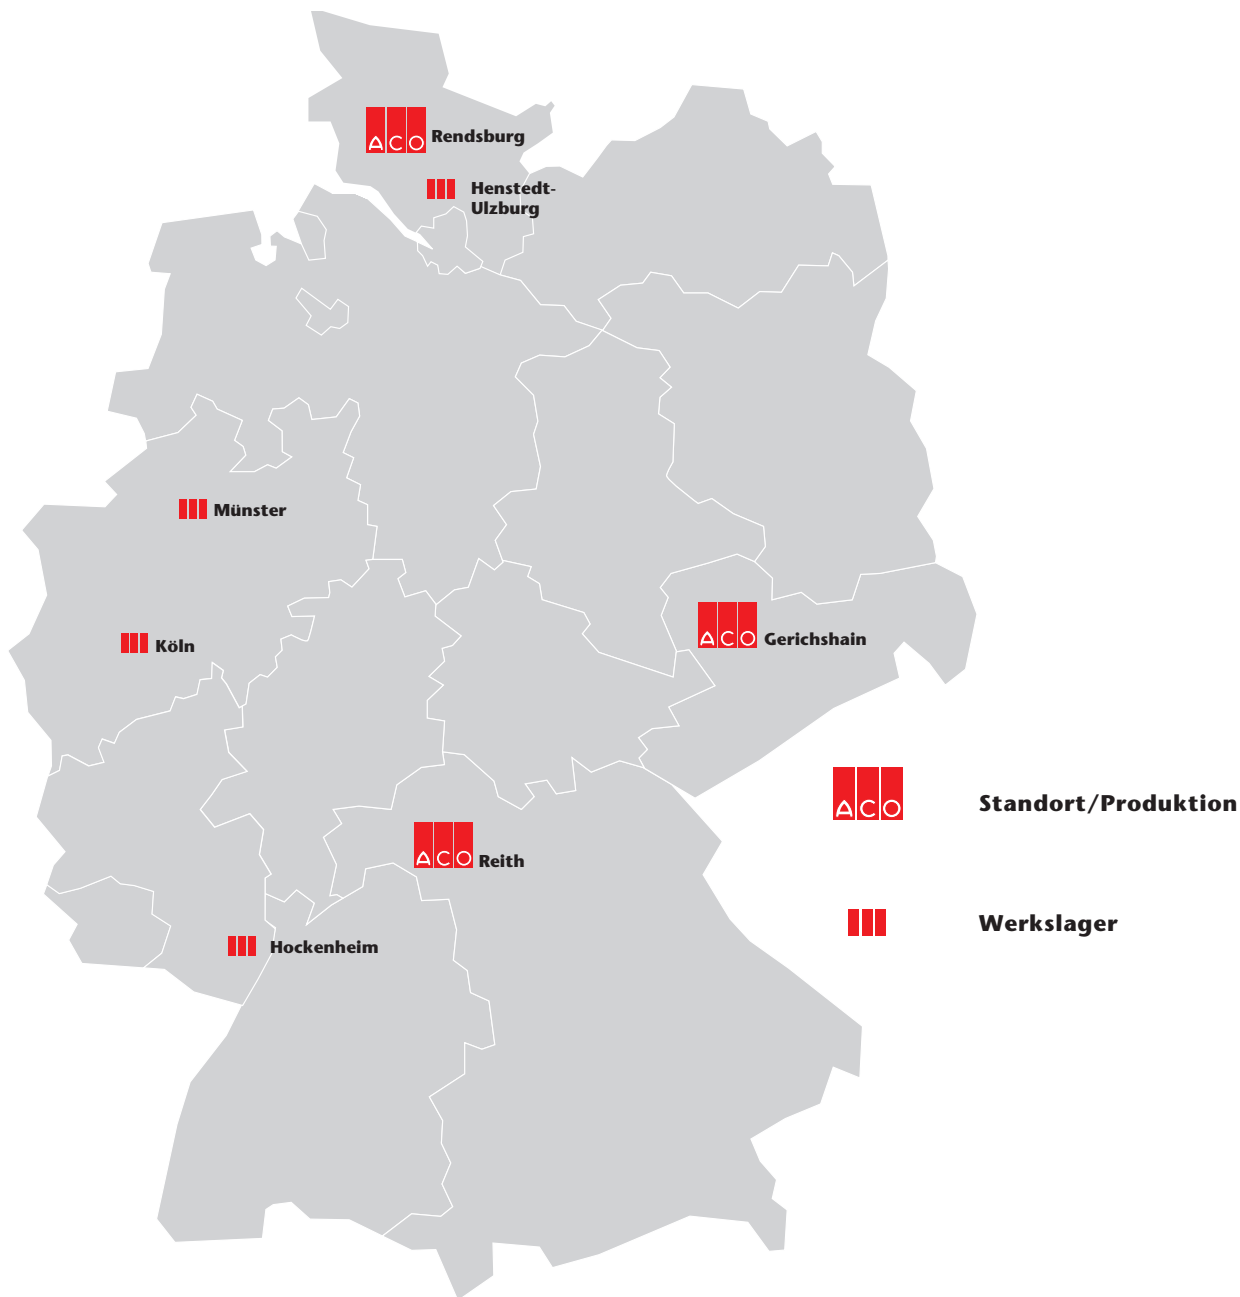 ACO Rendsburg
Henstedt-
Ulzburg
Münster
ACO Gerichshain
Köln
ACO Standort/Produktion
ACO Reith
Werkslager
Hockenheim